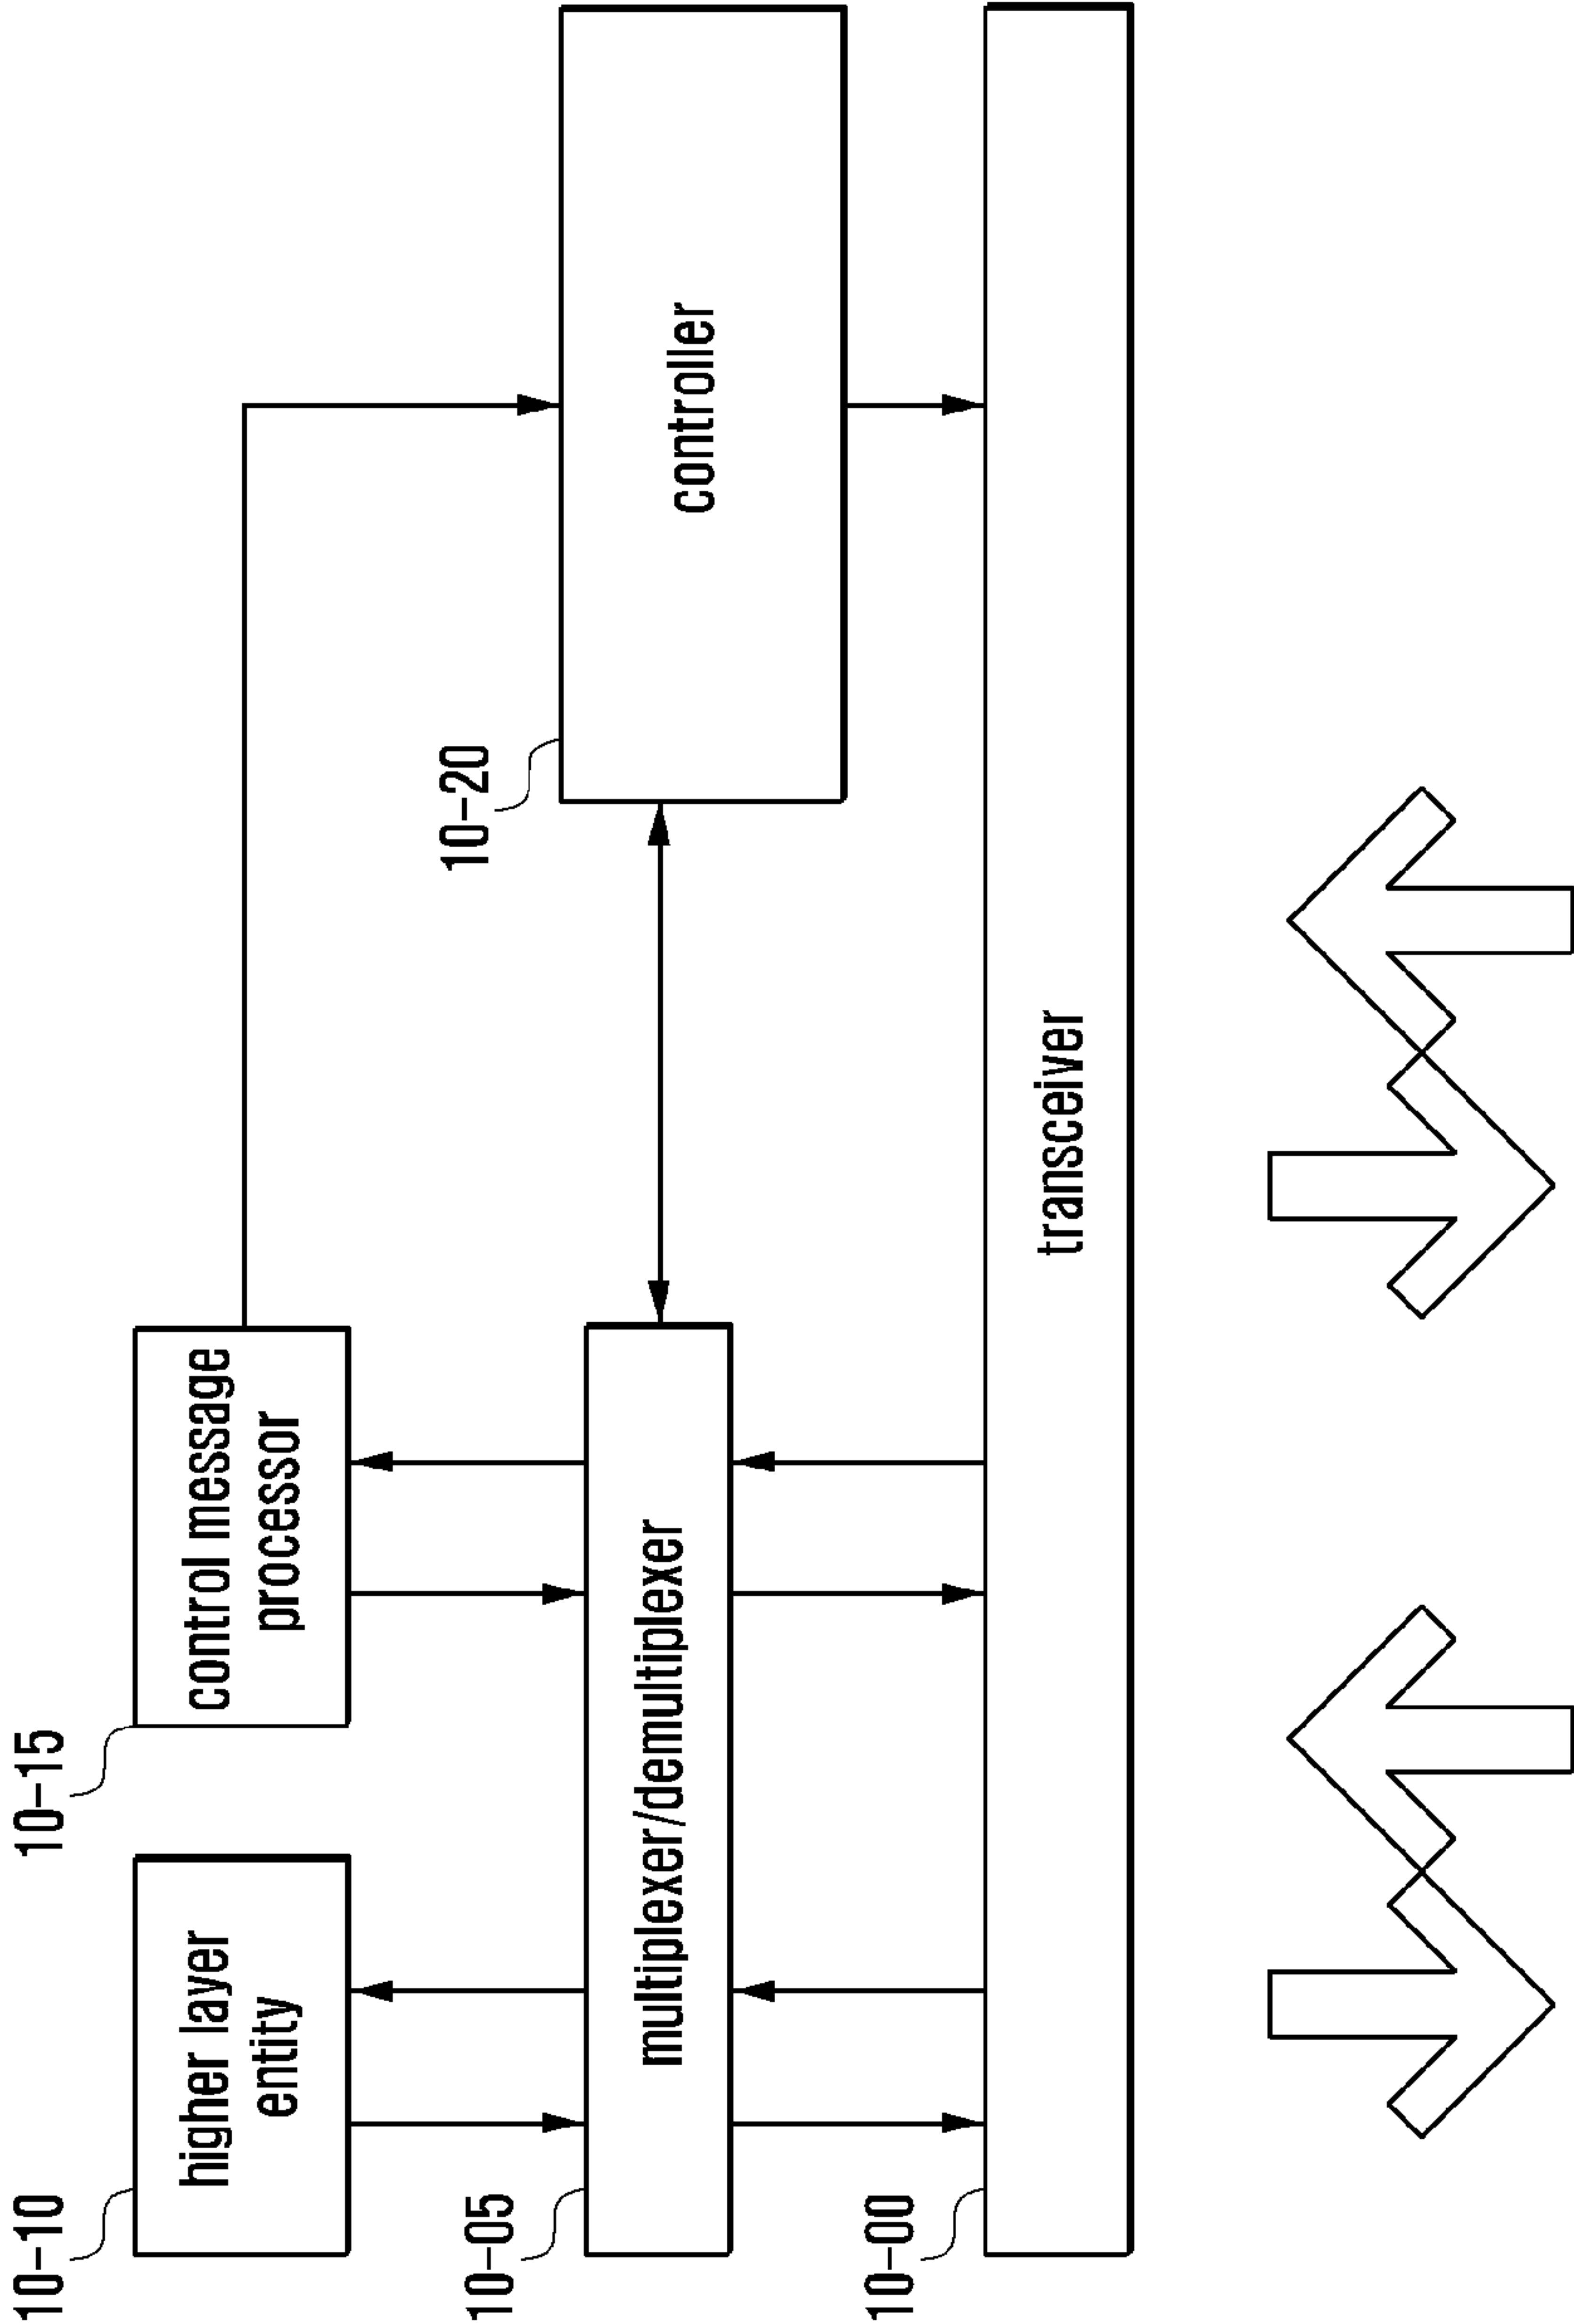 10-10
higher layer
entity
10-15
control message
processor
10-20
controller
10-05
multiplexer/demultiplexer
10-00
transceiver